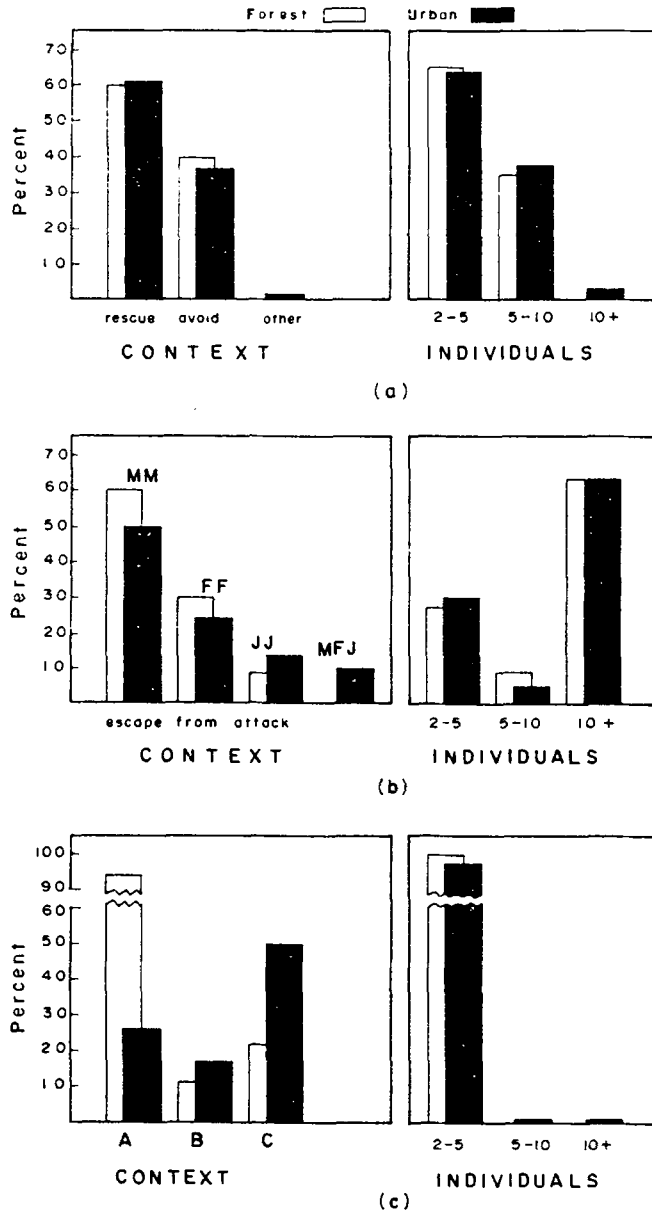 Forest Urban
70
60
50
40
30
20
10
Percent
rescue avoid other
CONTEXT
2-5 5-10 10+
INDIVIDUALS
(a)
70
60
50
40
30
20
10
Percent
MM
FF
JJ
MFJ
escape from attack
CONTEXT
2-5 5-10 10+
INDIVIDUALS
(b)
100
90
60
50
40
30
20
10
Percent
A B C
CONTEXT
2-5 5-10 10+
INDIVIDUALS
(c)